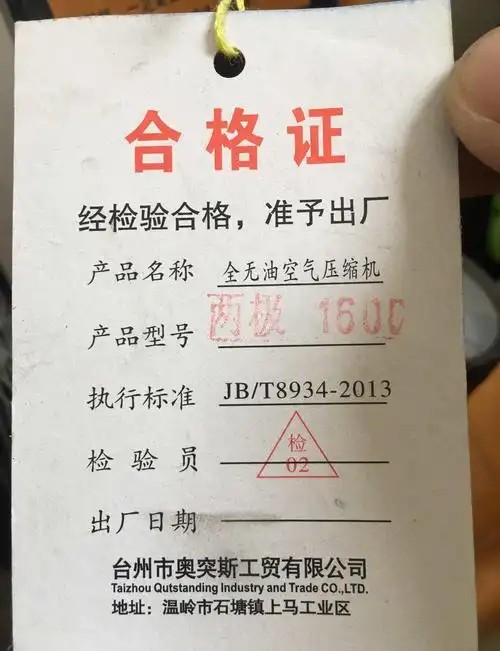 合格证
经检验合格，准予出厂
产品名称 全无油空气压缩机
产品型号 两极 160D
执行标准 JB/T8934-2013
检验员 检 02
出厂日期
台州市奥突斯工贸有限公司
Taizhou Qutstanding Industry and Trade CO.,LTD.
地址：温岭市石塘镇上马工业区